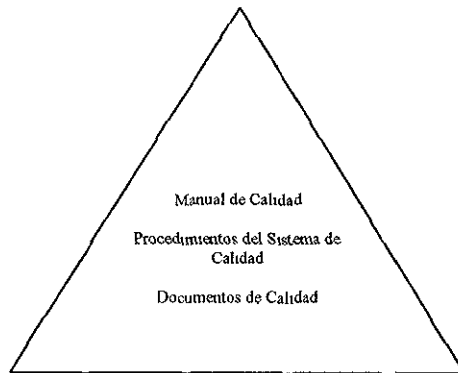 Manual de Calidad
Procedimientos del Sistema de
Calidad
Documentos de Calidad